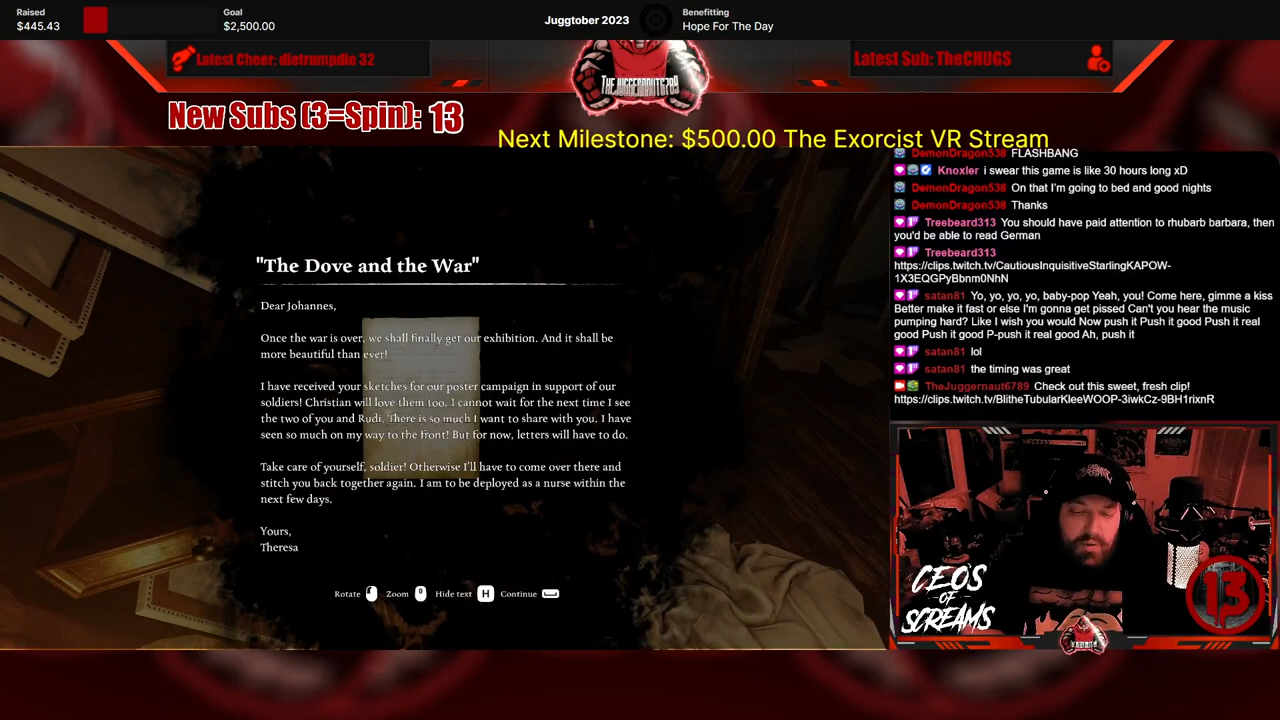 Raised
$445.43
Goal
$2,500.00
Juggtober 2023
Benefitting
Hope For The Day
Latest Cheer: dietrumpdie 32
THEJUGGERNAUT6789
Latest Sub: TheCHUGS
New Subs (3=Spin): 13
Next Milestone: $500.00 The Exorcist VR Stream
DemonDragon538 FLASHBANG
Knoxler i swear this game is like 30 hours long xD
DemonDragon538 On that I'm going to bed and good nights
DemonDragon538 Thanks
Treebeard313 You should have paid attention to rhubarb barbara, then
you'd be able to read German
Treebeard313
https://clips.twitch.tv/CautiousInquisitiveStarlingKAPOW-
1X3EQGPyBbnm0NhN
satan81 Yo, yo, yo, yo, baby-pop Yeah, you! Come here, gimme a kiss
Better make it fast or else I'm gonna get pissed Can't you hear the music
pumping hard? Like I wish you would Now push it Push it good Push it real
good Push it good P-push it real good Ah, push it
satan81 lol
satan81 the timing was great
TheJuggernaut6789 Check out this sweet, fresh clip!
https://clips.twitch.tv/BlitheTubularKleeWOOP-3iwkCz-9BH1rixnR
"The Dove and the War"
Dear Johannes,
Once the war is over, we shall finally get our exhibition. And it shall be
more beautiful than ever!
I have received your sketches for our poster campaign in support of our
soldiers! Christian will love them too. I cannot wait for the next time I see
the two of you and Rudi. There is so much I want to share with you. I have
seen so much on my way to the front! But for now, letters will have to do.
Take care of yourself, soldier! Otherwise I'll have to come over there and
stitch you back together again. I am to be deployed as a nurse within the
next few days.
Yours,
Theresa
Rotate Zoom Hide text H Continue
CEOS
OF
SCREAMS
13